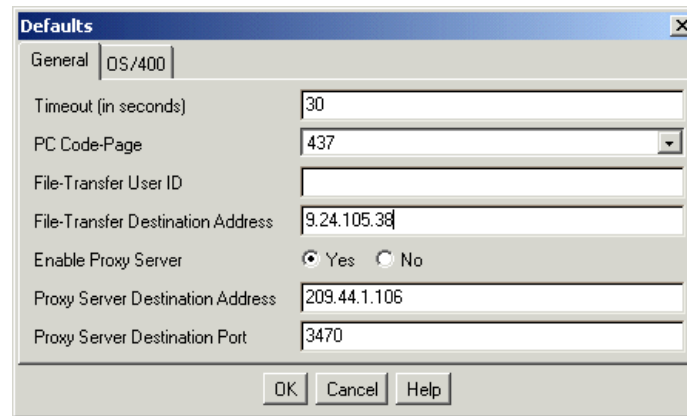 Defaults
General OS/400
Timeout (in seconds) 30
PC Code-Page 437
File-Transfer User ID
File-Transfer Destination Address 9.24.105.38
Enable Proxy Server Yes No
Proxy Server Destination Address 209.44.1.106
Proxy Server Destination Port 3470
OK Cancel Help